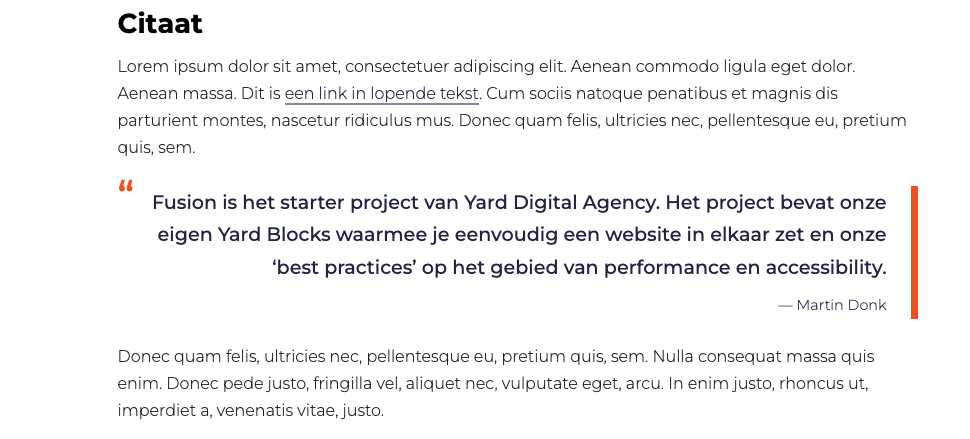 Citaat
Lorem ipsum dolor sit amet, consectetuer adipiscing elit. Aenean commodo ligula eget dolor.
Aenean massa. Dit is een link in lopende tekst. Cum sociis natoque penatibus et magnis dis
parturient montes, nascetur ridiculus mus. Donec quam felis, ultricies nec, pellentesque eu, pretium
quis, sem.
“
Fusion is het starter project van Yard Digital Agency. Het project bevat onze
eigen Yard Blocks waarmee je eenvoudig een website in elkaar zet en onze
‘best practices’ op het gebied van performance en accessibility.
— Martin Donk
Donec quam felis, ultricies nec, pellentesque eu, pretium quis, sem. Nulla consequat massa quis
enim. Donec pede justo, fringilla vel, aliquet nec, vulputate eget, arcu. In enim justo, rhoncus ut,
imperdiet a, venenatis vitae, justo.